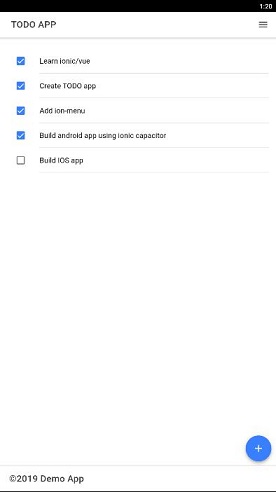 1:20
TODO APP
Learn ionic/vue
Create TODO app
Add ion-menu
Build android app using ionic capacitor
Build IOS app
©2019 Demo App